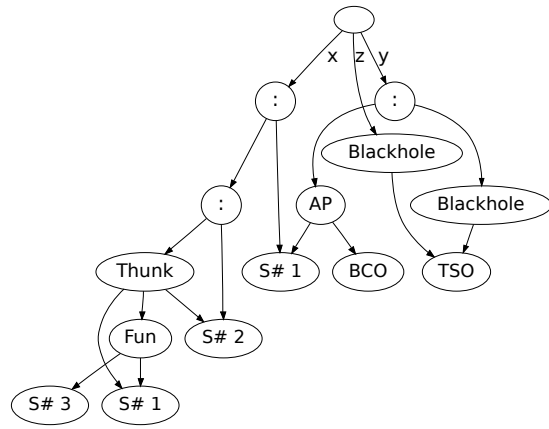 x z y
: :
Blackhole
: AP Blackhole
Thunk S# 1 BCO TSO
Fun S# 2
S# 3 S# 1